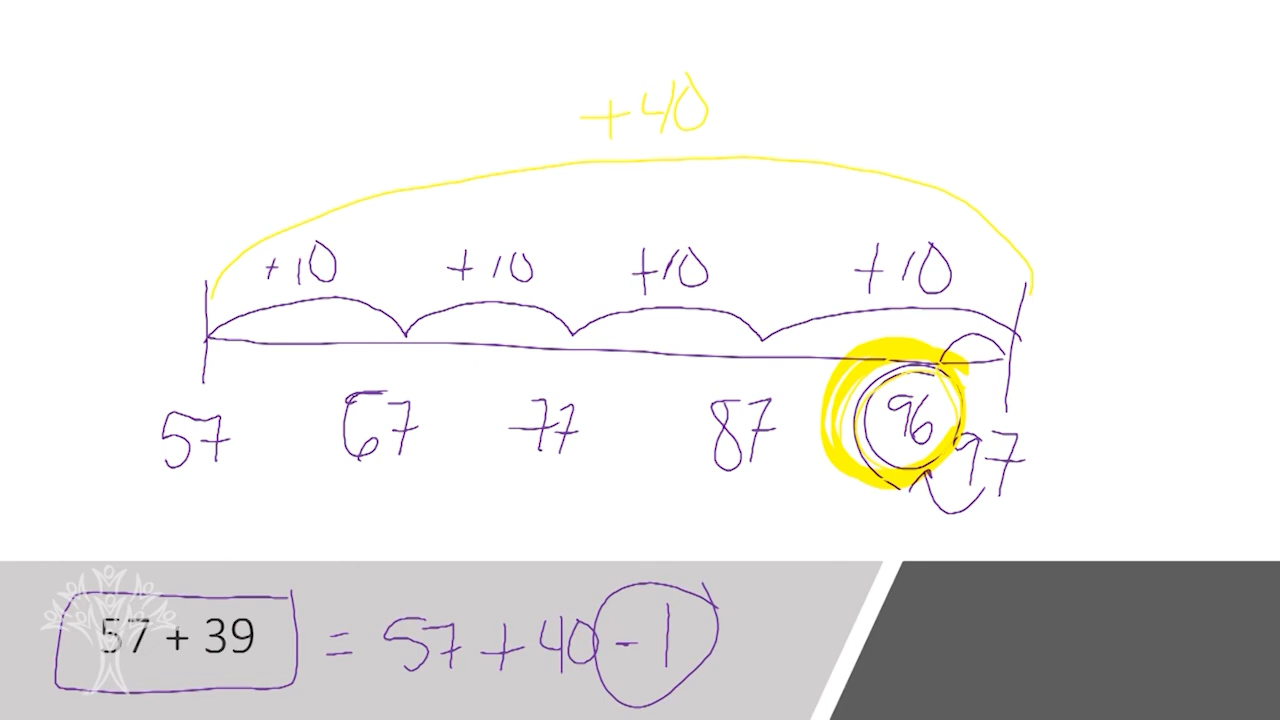 +40
+10 +10 +10 +10
57 67 77 87 96 97
57 + 39 = 57 + 40 - 1